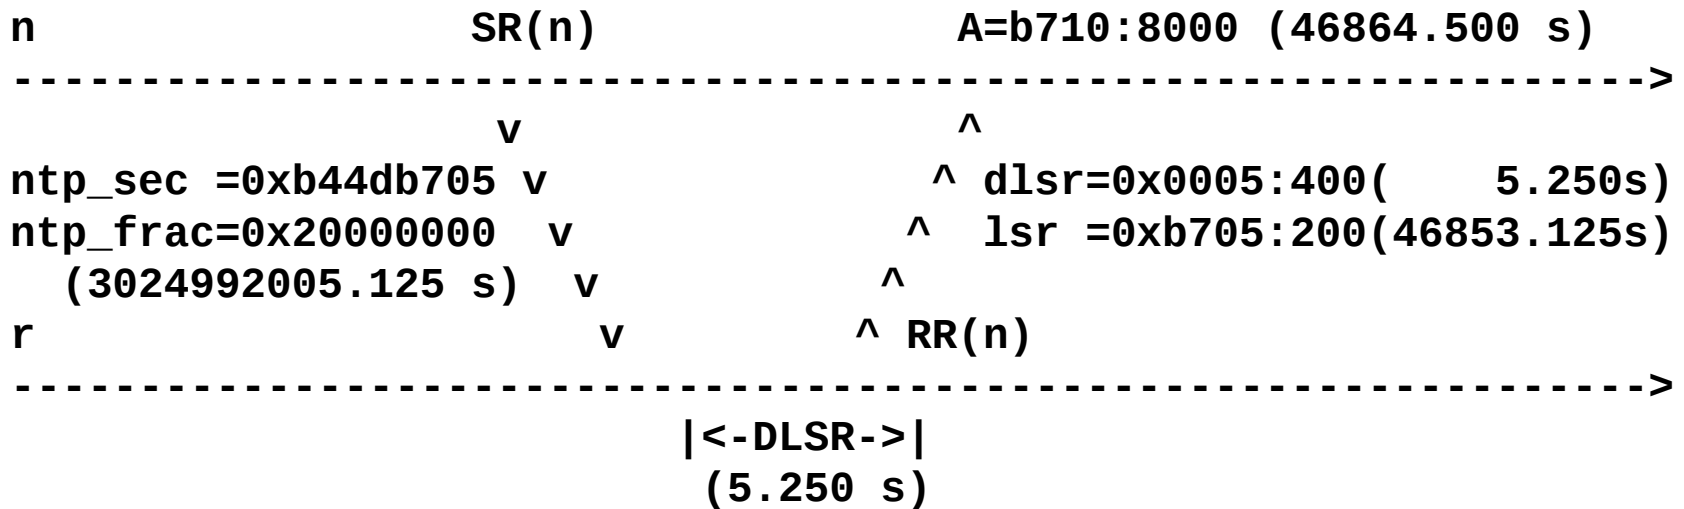 n                 SR(n)              A=b710:8000 (46864.500 s)
---------------------------------------------------------------->
                   v                 ^
ntp_sec =0xb44db705 v               ^ dlsr=0x0005:400(    5.250s)
ntp_frac=0x20000000  v             ^  lsr =0xb705:200(46853.125s)
  (3024992005.125 s)  v           ^
r                      v         ^ RR(n)
---------------------------------------------------------------->
                          |<-DLSR->|
                           (5.250 s)